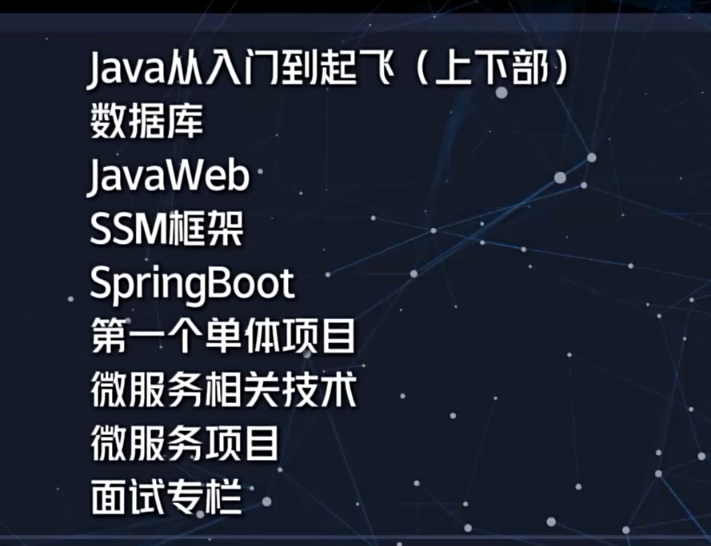 Java从入门到起飞（上下部）
数据库
JavaWeb
SSM框架
SpringBoot
第一个单体项目
微服务相关技术
微服务项目
面试专栏